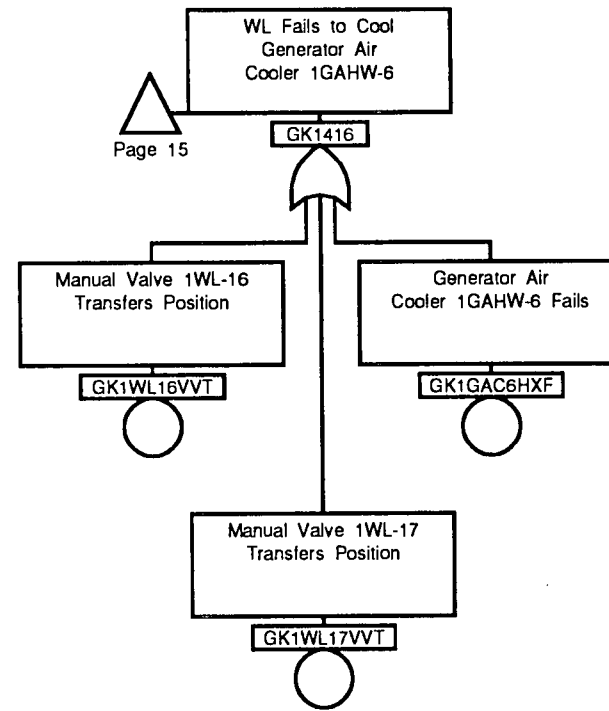 WL Fails to Cool
Generator Air
Cooler 1GAHW-6
Page 15
GK1416
Manual Valve 1WL-16
Transfers Position
GK1WL16VVT
Generator Air
Cooler 1GAHW-6 Fails
GK1GAC6HXF
Manual Valve 1WL-17
Transfers Position
GK1WL17VVT